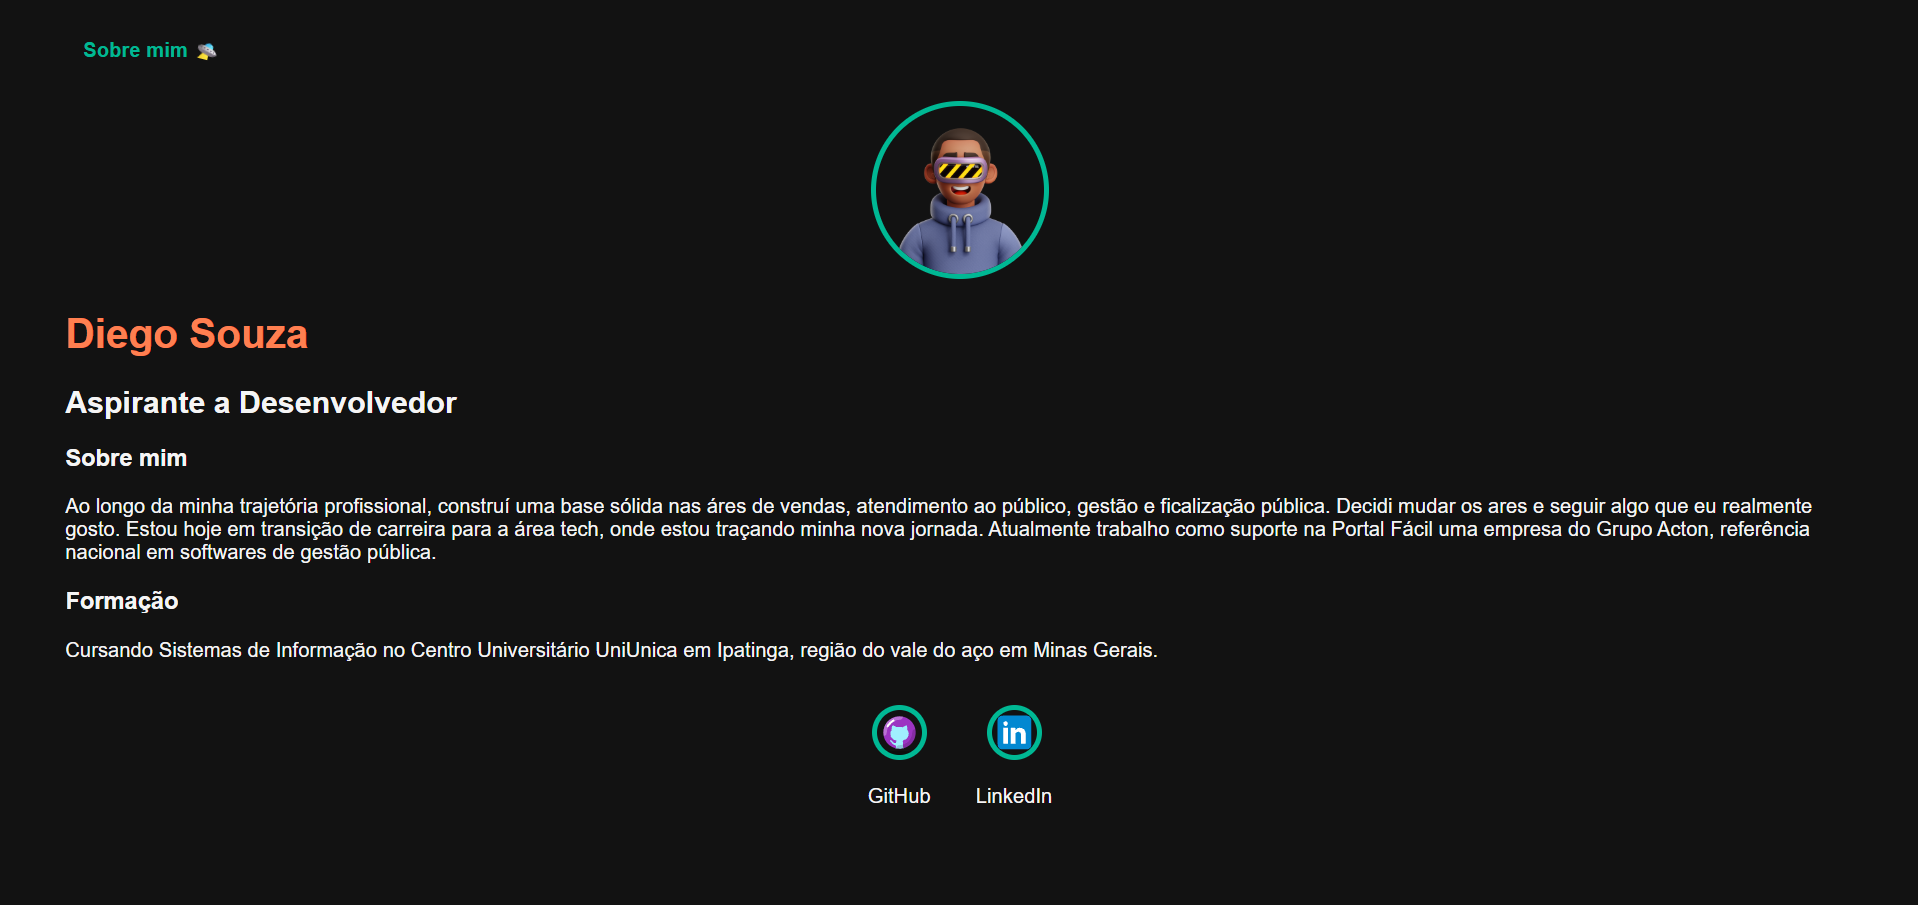 Sobre mim
Diego Souza
Aspirante a Desenvolvedor
Sobre mim
Ao longo da minha trajetória profissional, construí uma base sólida nas áres de vendas, atendimento ao público, gestão e ficalização pública. Decidi mudar os ares e seguir algo que eu realmente
gosto. Estou hoje em transição de carreira para a área tech, onde estou traçando minha nova jornada. Atualmente trabalho como suporte na Portal Fácil uma empresa do Grupo Acton, referência
nacional em softwares de gestão pública.
Formação
Cursando Sistemas de Informação no Centro Universitário UniUnica em Ipatinga, região do vale do aço em Minas Gerais.
in
GitHub
LinkedIn